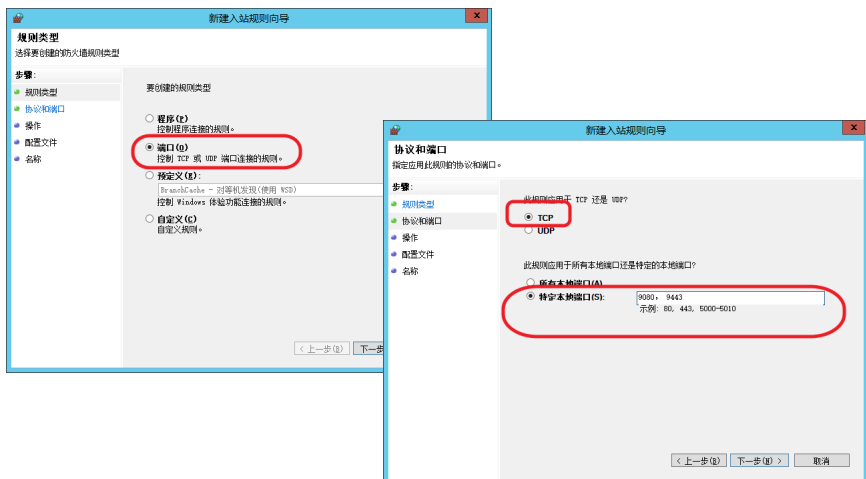 新建入站规则向导
x
规则类型
选择要创建的防火墙规则类型
步骤:
规则类型
协议和端口
操作
配置文件
名称
要创建的规则类型
程序(P)
控制程序连接的规则。
端口(O)
控制 TCP 或 UDP 端口连接的规则。
预定义(E):
BranchCache - 对等机发现(使用 WSD)
控制 Windows 体验功能连接的规则。
自定义(C)
自定义规则。
< 上一步(B)
下一步
新建入站规则向导
x
协议和端口
指定应用此规则的协议和端口。
步骤:
规则类型
协议和端口
操作
配置文件
名称
此规则应用于 TCP 还是 UDP?
TCP
UDP
此规则应用于所有本地端口还是特定的本地端口?
所有本地端口(A)
特定本地端口(S):
9080, 9443
示例: 80, 443, 5000-5010
< 上一步(B)
下一步(N) >
取消